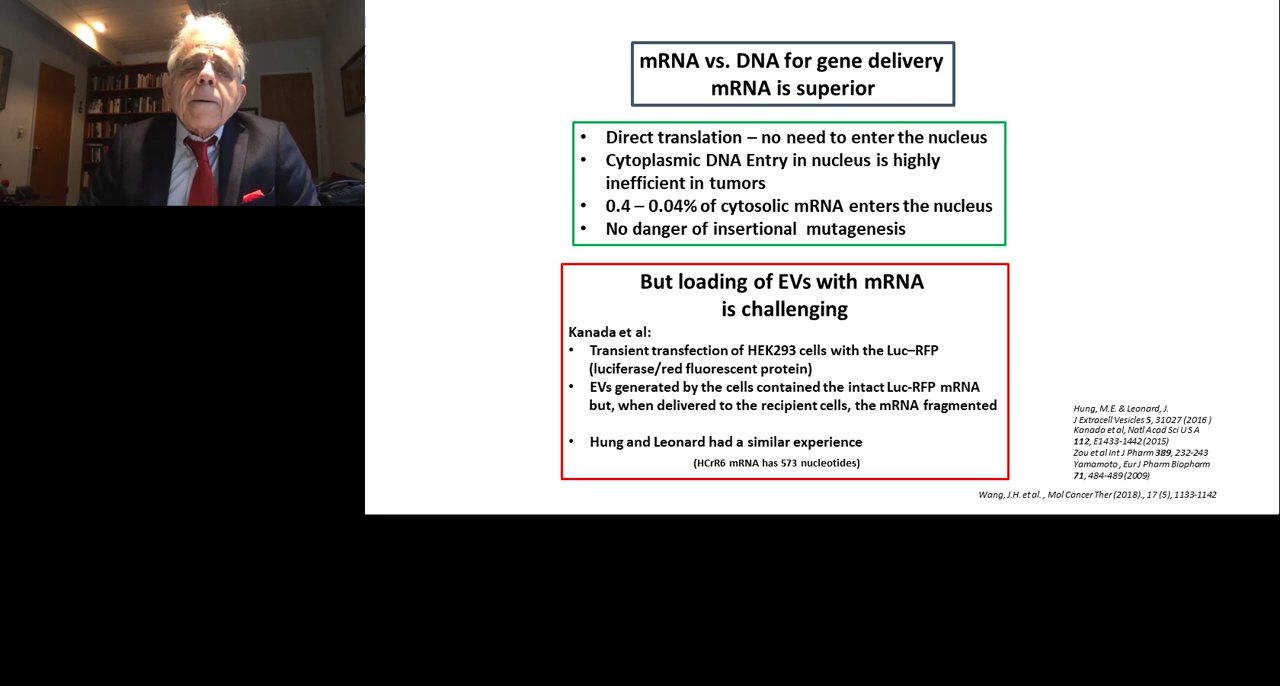 mRNA vs. DNA for gene delivery
mRNA is superior
• Direct translation – no need to enter the nucleus
• Cytoplasmic DNA Entry in nucleus is highly
inefficient in tumors
• 0.4 – 0.04% of cytosolic mRNA enters the nucleus
• No danger of insertional mutagenesis
But loading of EVs with mRNA
is challenging
Kanada et al:
• Transient transfection of HEK293 cells with the Luc–RFP
(luciferase/red fluorescent protein)
• EVs generated by the cells contained the intact Luc-RFP mRNA
but, when delivered to the recipient cells, the mRNA fragmented
• Hung and Leonard had a similar experience
(HCrR6 mRNA has 573 nucleotides)
Hung, M.E. & Leonard, J.
J Extracell Vesicles 5, 31027 (2016 )
Kanada et al, Natl Acad Sci U S A
112, E1433-1442 (2015)
Zou et al Int J Pharm 389, 232-243
Yamamoto , Eur J Pharm Biopharm
71, 484-489 (2009)
Wang, J.H. et al. , Mol Cancer Ther (2018)., 17 (5), 1133-1142